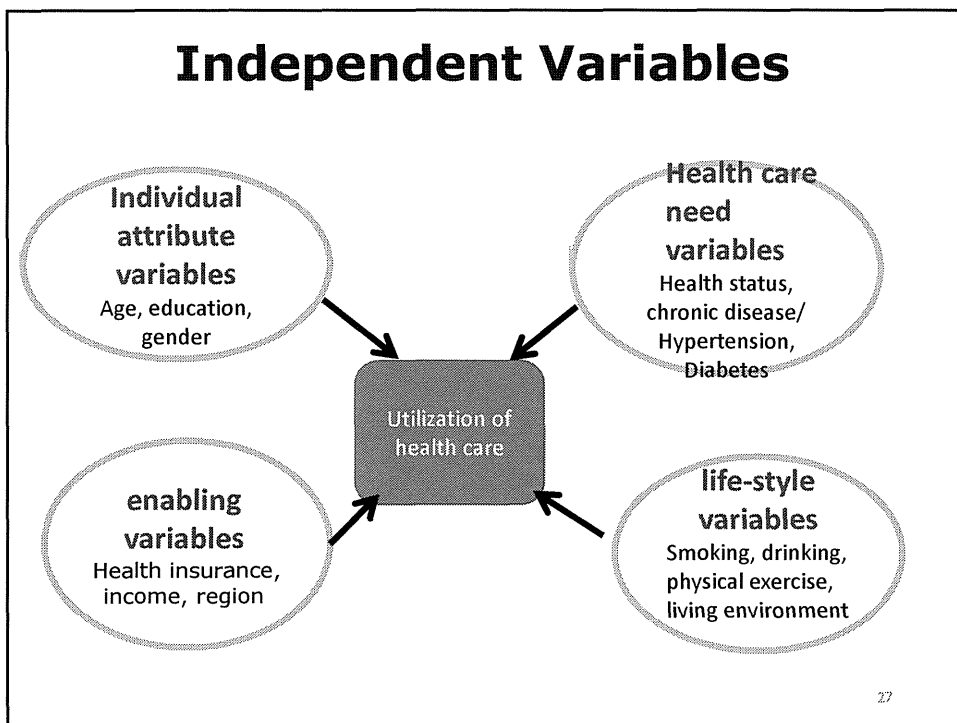 Independent Variables
Individual
attribute
variables
Age, education,
gender
Health care
need
variables
Health status,
chronic disease/
Hypertension,
Diabetes
Utilization of
health care
enabling
variables
Health insurance,
income, region
life-style
variables
Smoking, drinking,
physical exercise,
living environment
27